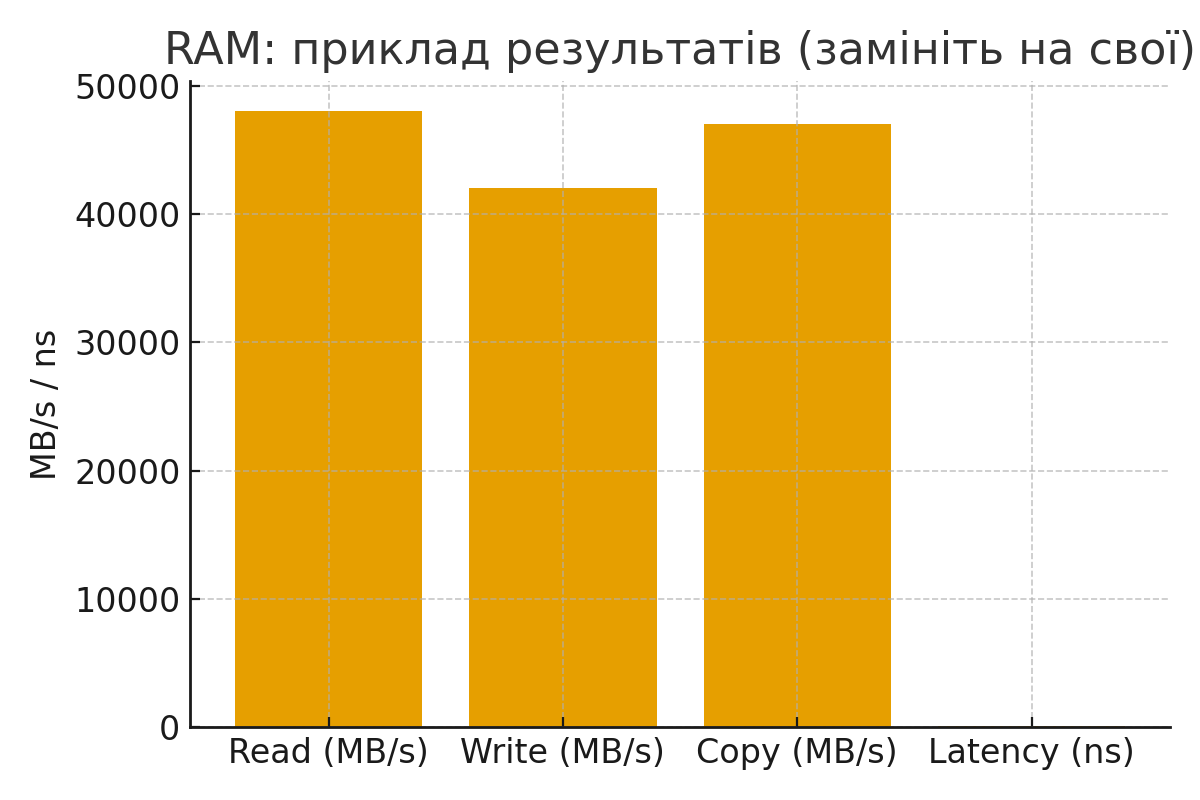 RAM: приклад результатів (замініть на свої)
50000
40000
30000
20000
10000
0
MB/s / ns
Read (MB/s) Write (MB/s) Copy (MB/s) Latency (ns)